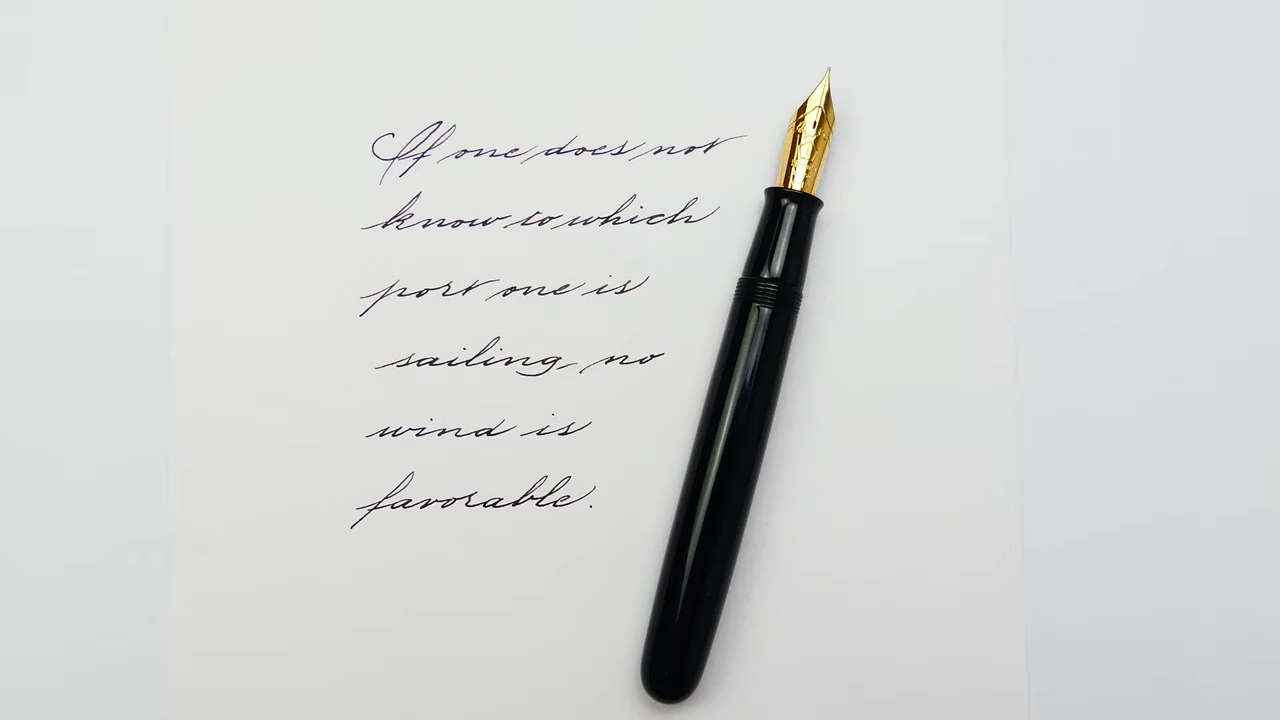 If one does not
know to which
port one is
sailing, no
wind is
favorable.